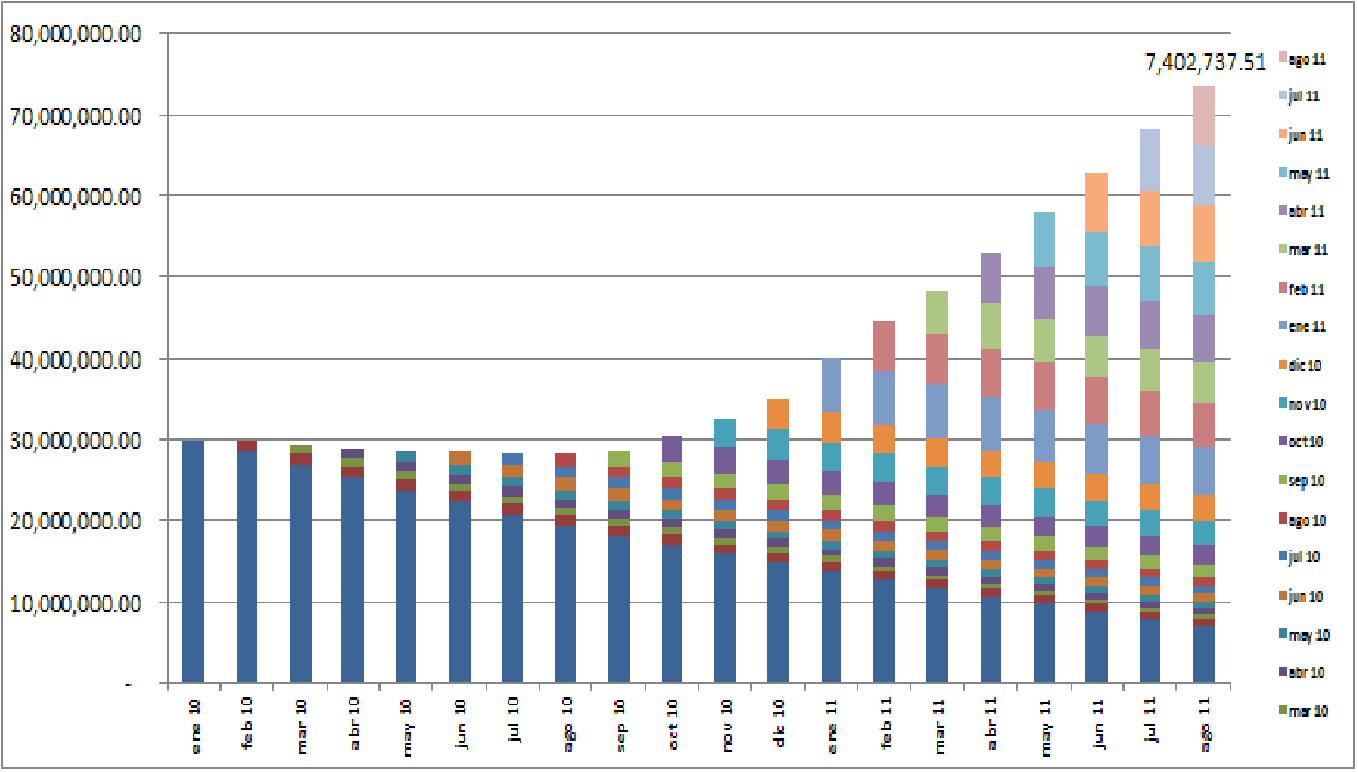 80,000,000.00
70,000,000.00
60,000,000.00
50,000,000.00
40,000,000.00
30,000,000.00
20,000,000.00
10,000,000.00
-
7,402,737.51
ene 10
feb 10
mar 10
abr 10
may 10
jun 10
jul 10
ago 10
sep 10
oct 10
nov 10
dic 10
ene 11
feb 11
mar 11
abr 11
may 11
jun 11
jul 11
ago 11
ago 11
jul 11
jun 11
may 11
abr 11
mar 11
feb 11
ene 11
dic 10
nov 10
oct 10
sep 10
ago 10
jul 10
jun 10
may 10
abr 10
mar 10